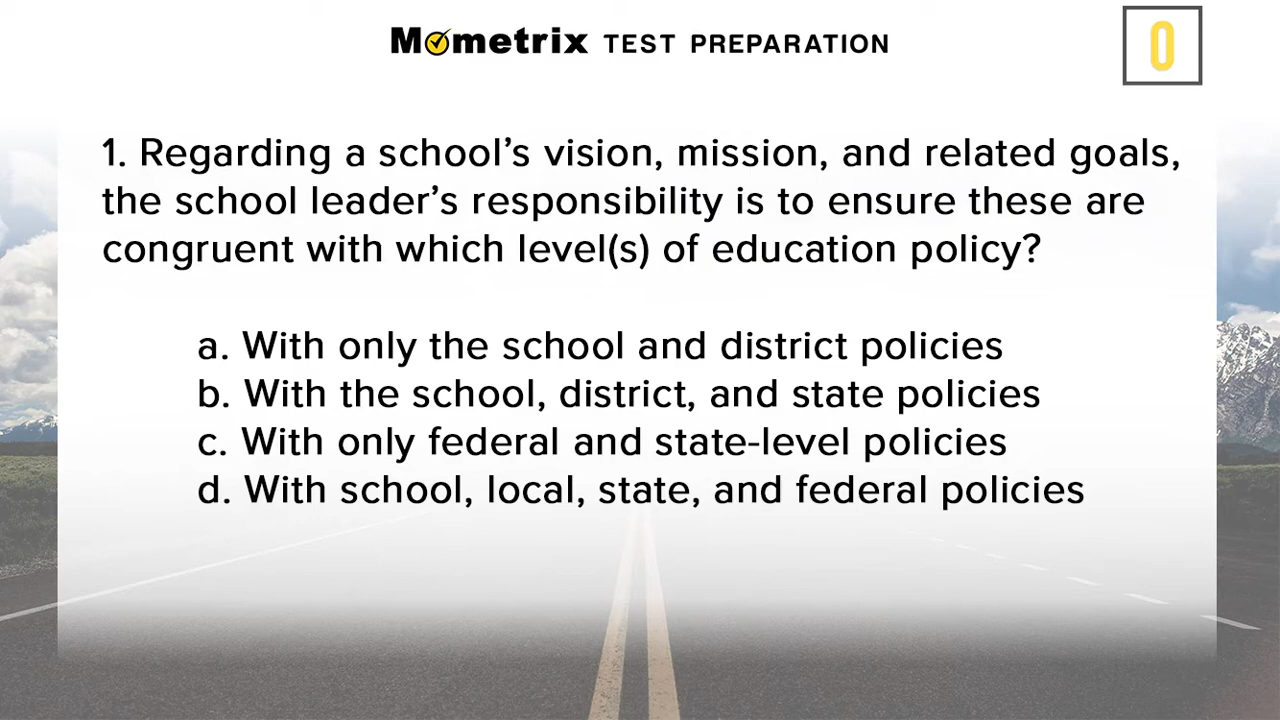 Mometrix TEST PREPARATION
0
1. Regarding a school’s vision, mission, and related goals,
the school leader’s responsibility is to ensure these are
congruent with which level(s) of education policy?
a. With only the school and district policies
b. With the school, district, and state policies
c. With only federal and state-level policies
d. With school, local, state, and federal policies